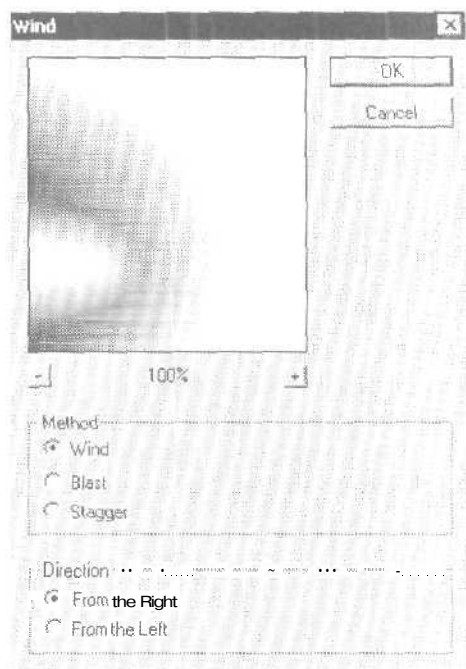 Wind
OK
Cancel
- 100% +
Method
Wind
Blast
Stagger
Direction
From the Right
From the Left